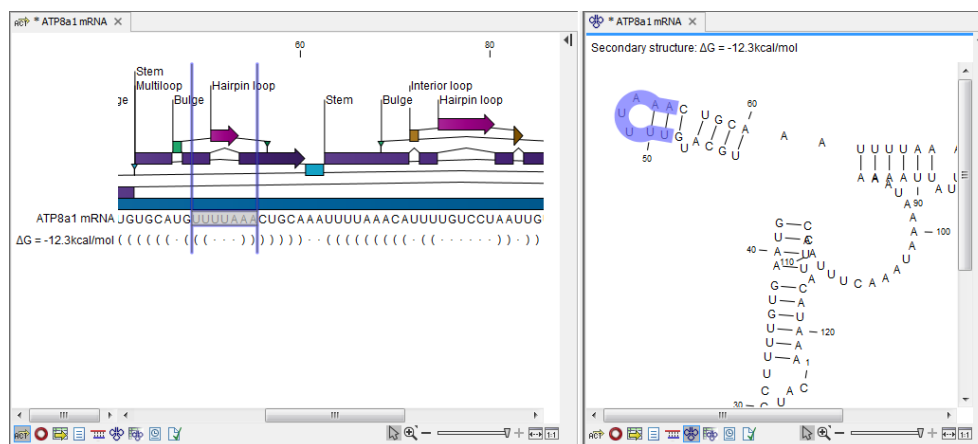 * ATP8a1 mRNA
60
80
Stem
Multiloop
Hairpin loop
Stem
Interior loop
ge
Bulge
Bulge
Hairpin loop
ATP8a1 mRNA
UGUGCAUGUUUUAAACUGCAAAUUUUAAACAUUUUGUCCUAAUUG
ΔG = -12.3kcal/mol
* ATP8a1 mRNA
Secondary structure: ΔG = -12.3kcal/mol
60
50
90
100
40
110
120
1
30